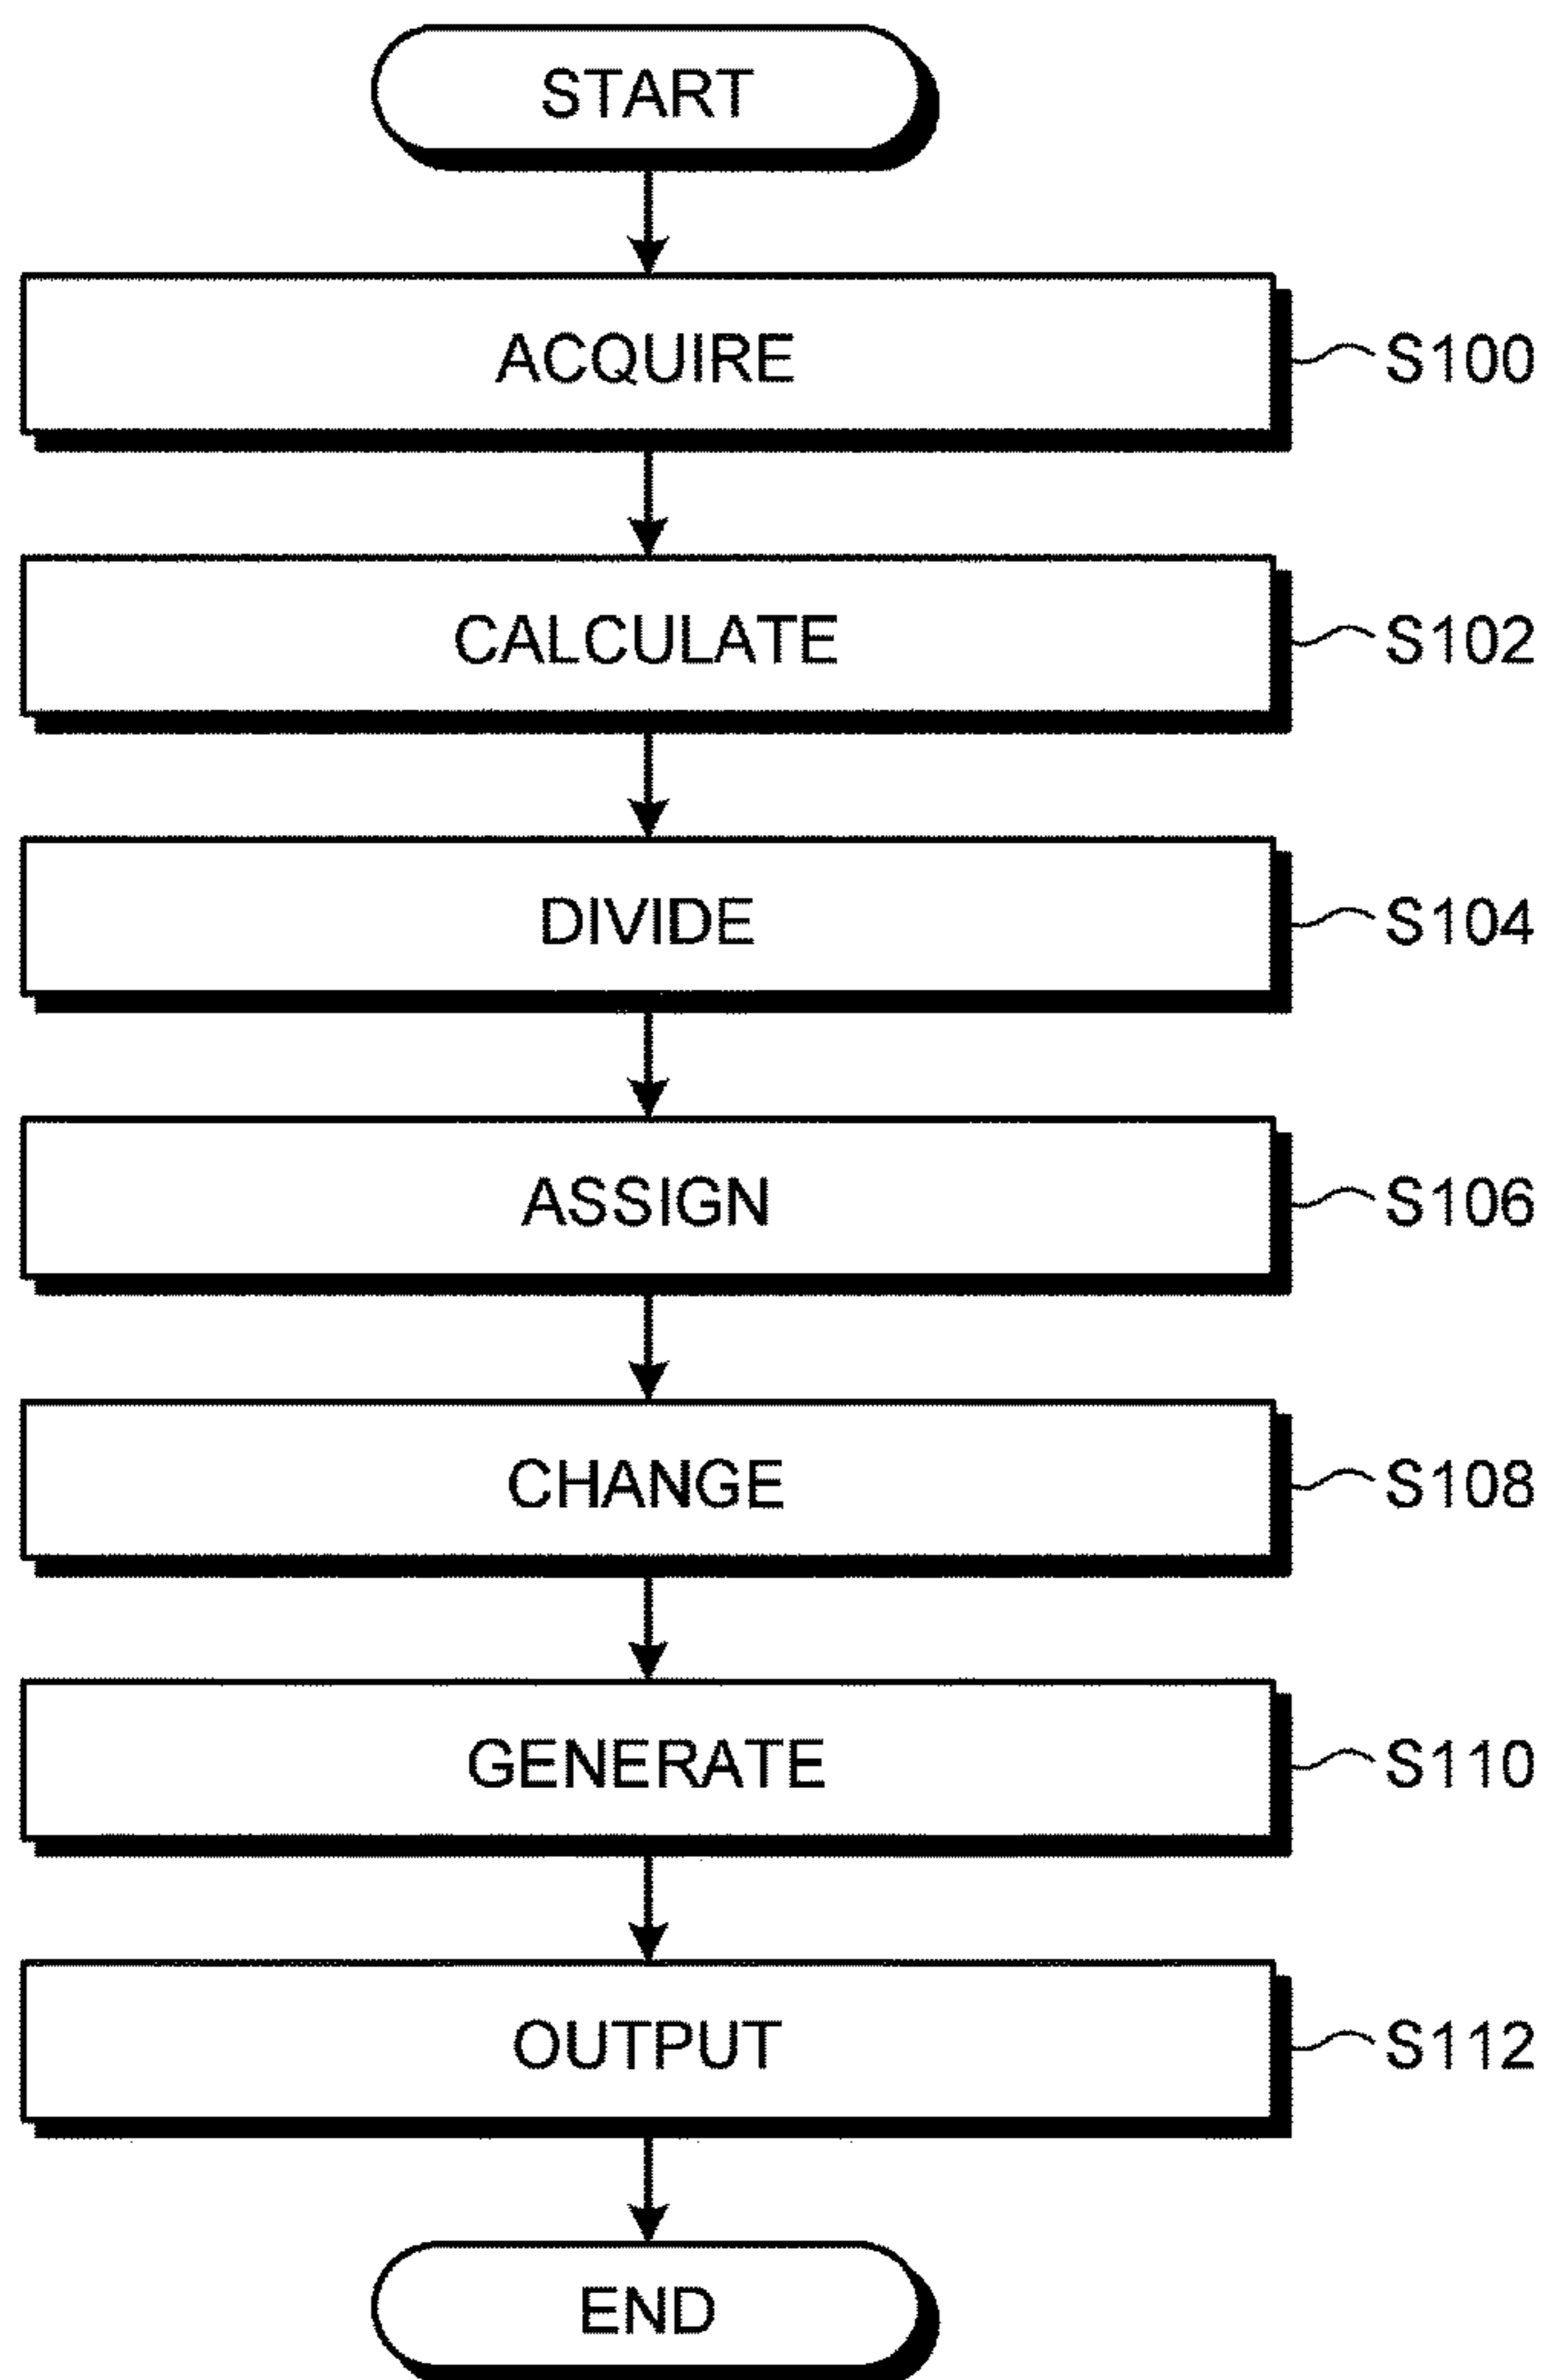 START
ACQUIRE S100
CALCULATE S102
DIVIDE S104
ASSIGN S106
CHANGE S108
GENERATE S110
OUTPUT S112
END